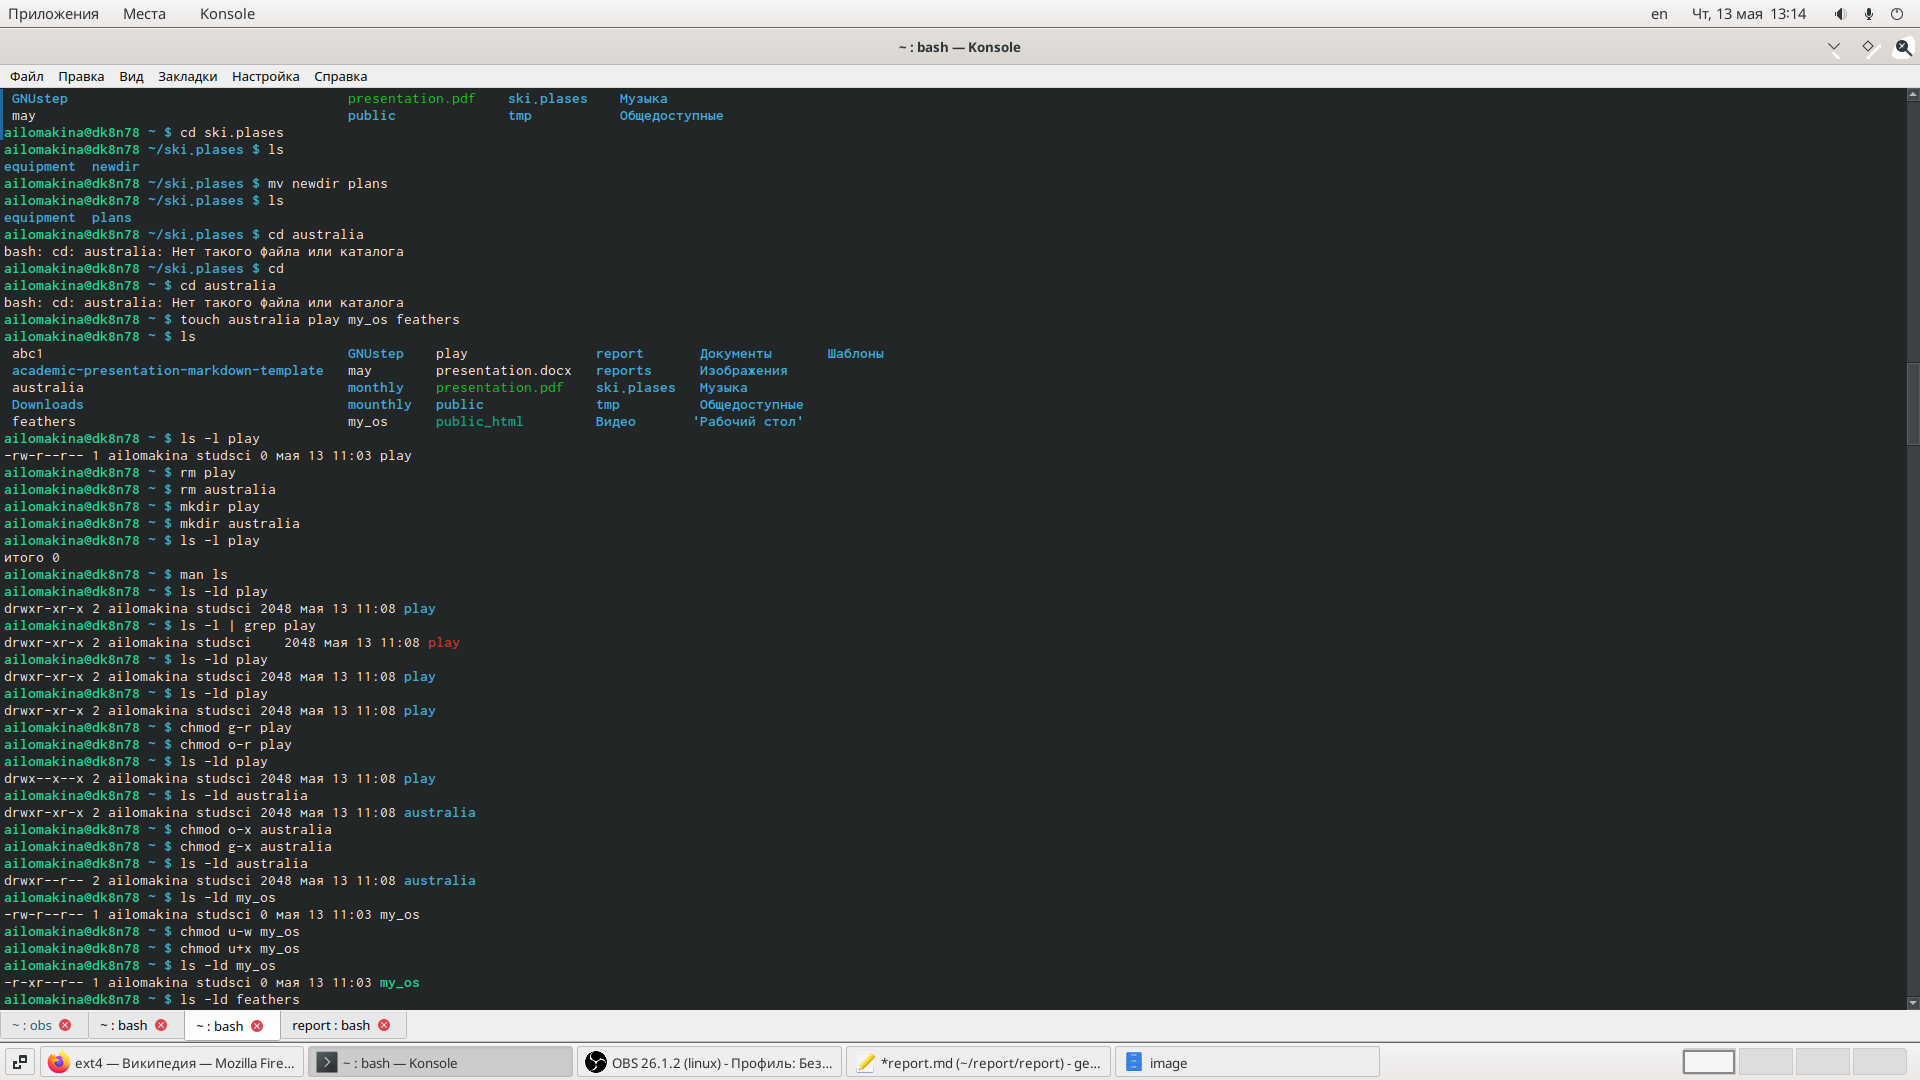 Приложения Места Konsole en Чт, 13 мая 13:14
~ : bash — Konsole
Файл Правка Вид Закладки Настройка Справка
GNUstep presentation.pdf ski.plases Музыка
may public tmp Общедоступные
ailomakina@dk8n78 ~ $ cd ski.plases
ailomakina@dk8n78 ~/ski.plases $ ls
equipment newdir
ailomakina@dk8n78 ~/ski.plases $ mv newdir plans
ailomakina@dk8n78 ~/ski.plases $ ls
equipment plans
ailomakina@dk8n78 ~/ski.plases $ cd australia
bash: cd: australia: Нет такого файла или каталога
ailomakina@dk8n78 ~/ski.plases $ cd
ailomakina@dk8n78 ~ $ cd australia
bash: cd: australia: Нет такого файла или каталога
ailomakina@dk8n78 ~ $ touch australia play my_os feathers
ailomakina@dk8n78 ~ $ ls
abc1 GNUstep play report Документы Шаблоны
academic-presentation-markdown-template may presentation.docx reports Изображения
australia monthly presentation.pdf ski.plases Музыка
Downloads mounthly public tmp Общедоступные
feathers my_os public_html Видео 'Рабочий стол'
ailomakina@dk8n78 ~ $ ls -l play
-rw-r--r-- 1 ailomakina studsci 0 мая 13 11:03 play
ailomakina@dk8n78 ~ $ rm play
ailomakina@dk8n78 ~ $ rm australia
ailomakina@dk8n78 ~ $ mkdir play
ailomakina@dk8n78 ~ $ mkdir australia
ailomakina@dk8n78 ~ $ ls -l play
итого 0
ailomakina@dk8n78 ~ $ man ls
ailomakina@dk8n78 ~ $ ls -ld play
drwxr-xr-x 2 ailomakina studsci 2048 мая 13 11:08 play
ailomakina@dk8n78 ~ $ ls -l | grep play
drwxr-xr-x 2 ailomakina studsci 2048 мая 13 11:08 play
ailomakina@dk8n78 ~ $ ls -ld play
drwxr-xr-x 2 ailomakina studsci 2048 мая 13 11:08 play
ailomakina@dk8n78 ~ $ ls -ld play
drwxr-xr-x 2 ailomakina studsci 2048 мая 13 11:08 play
ailomakina@dk8n78 ~ $ chmod g-r play
ailomakina@dk8n78 ~ $ chmod o-r play
ailomakina@dk8n78 ~ $ ls -ld play
drwx--x--x 2 ailomakina studsci 2048 мая 13 11:08 play
ailomakina@dk8n78 ~ $ ls -ld australia
drwxr-xr-x 2 ailomakina studsci 2048 мая 13 11:08 australia
ailomakina@dk8n78 ~ $ chmod o-x australia
ailomakina@dk8n78 ~ $ chmod g-x australia
ailomakina@dk8n78 ~ $ ls -ld australia
drwxr--r-- 2 ailomakina studsci 2048 мая 13 11:08 australia
ailomakina@dk8n78 ~ $ ls -ld my_os
-rw-r--r-- 1 ailomakina studsci 0 мая 13 11:03 my_os
ailomakina@dk8n78 ~ $ chmod u-w my_os
ailomakina@dk8n78 ~ $ chmod u+x my_os
ailomakina@dk8n78 ~ $ ls -ld my_os
-r-xr--r-- 1 ailomakina studsci 0 мая 13 11:03 my_os
ailomakina@dk8n78 ~ $ ls -ld feathers
~ : obs ~ : bash ~ : bash report : bash
ext4 — Википедия — Mozilla Fire... ~ : bash — Konsole OBS 26.1.2 (linux) - Профиль: Без... *report.md (~/report/report) - ge... image